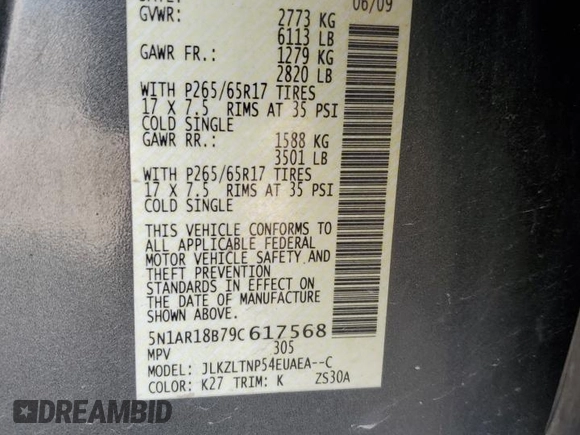 06/09
GVWR: 2773 KG
6113 LB
GAWR FR.: 1279 KG
2820 LB
WITH P265/65R17 TIRES
17 X 7.5 RIMS AT 35 PSI
COLD SINGLE
GAWR RR.: 1588 KG
3501 LB
WITH P265/65R17 TIRES
17 X 7.5 RIMS AT 35 PSI
COLD SINGLE
THIS VEHICLE CONFORMS TO
ALL APPLICABLE FEDERAL
MOTOR VEHICLE SAFETY AND
THEFT PREVENTION
STANDARDS IN EFFECT ON
THE DATE OF MANUFACTURE
SHOWN ABOVE.
5N1AR18B79C617568
MPV 305
MODEL: JLKZLTNP54EUAEA--C
COLOR: K27 TRIM: K ZS30A
DREAMBID